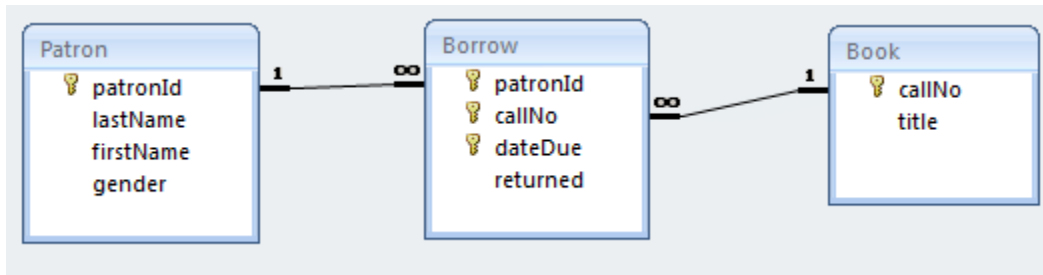 Patron
patronId
lastName
firstName
gender
1
∞
Borrow
patronId
callNo
dateDue
returned
∞
1
Book
callNo
title